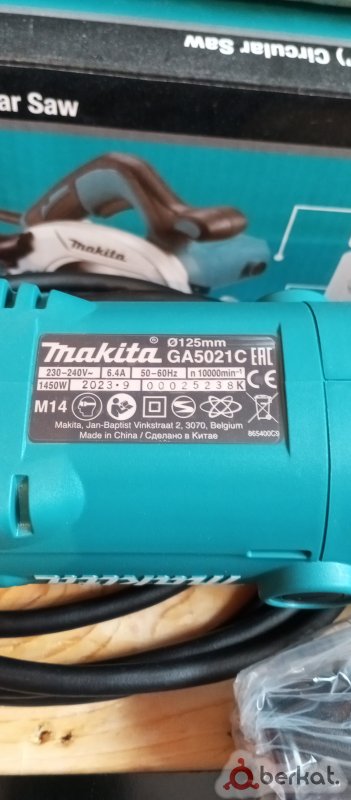 ") Circular Saw
ar Saw
makita
makita® Ø125mm GA5021C EAC
230-240V~ 6.4A 50-60Hz n 10000min⁻¹
1450W 2023·9 00025238K CE
M14
Makita, Jan-Baptist Vinkstraat 2, 3070, Belgium
Made in China / Сделано в Китае
865400C9
makita
berkat.